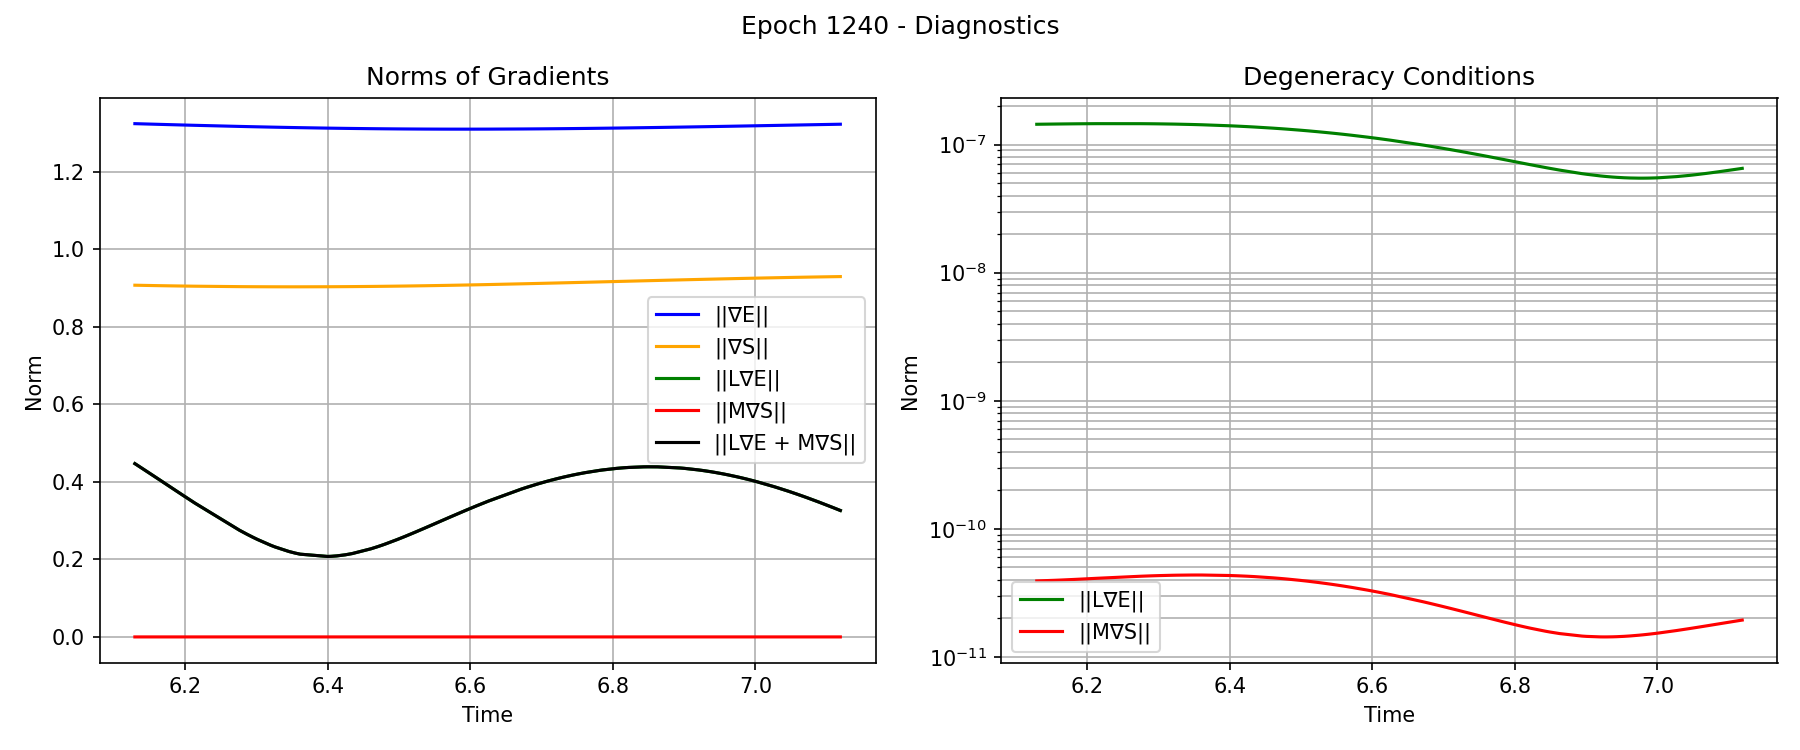 Epoch 1240 - Diagnostics
Norms of Gradients
Norm
1.2
1.0
0.8
0.6
0.4
0.2
0.0
||∇E||
||∇S||
||L∇E||
||M∇S||
||L∇E + M∇S||
6.2 6.4 6.6 6.8 7.0
Time
Degeneracy Conditions
Norm
10⁻⁷
10⁻⁸
10⁻⁹
10⁻¹⁰
10⁻¹¹
||L∇E||
||M∇S||
6.2 6.4 6.6 6.8 7.0
Time